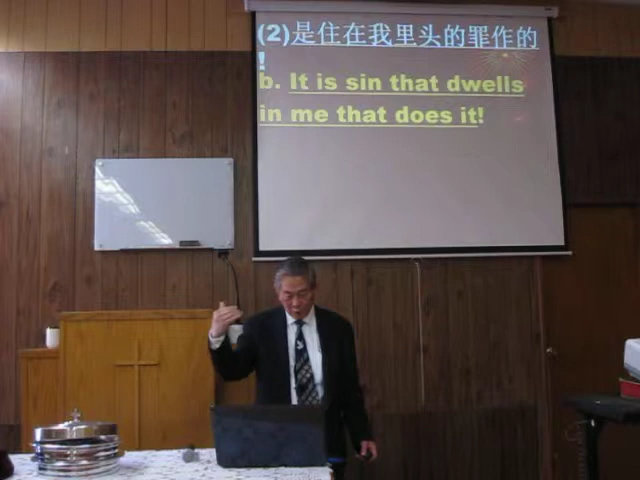 (2)是住在我里头的罪作的
!
b. It is sin that dwells
in me that does it!